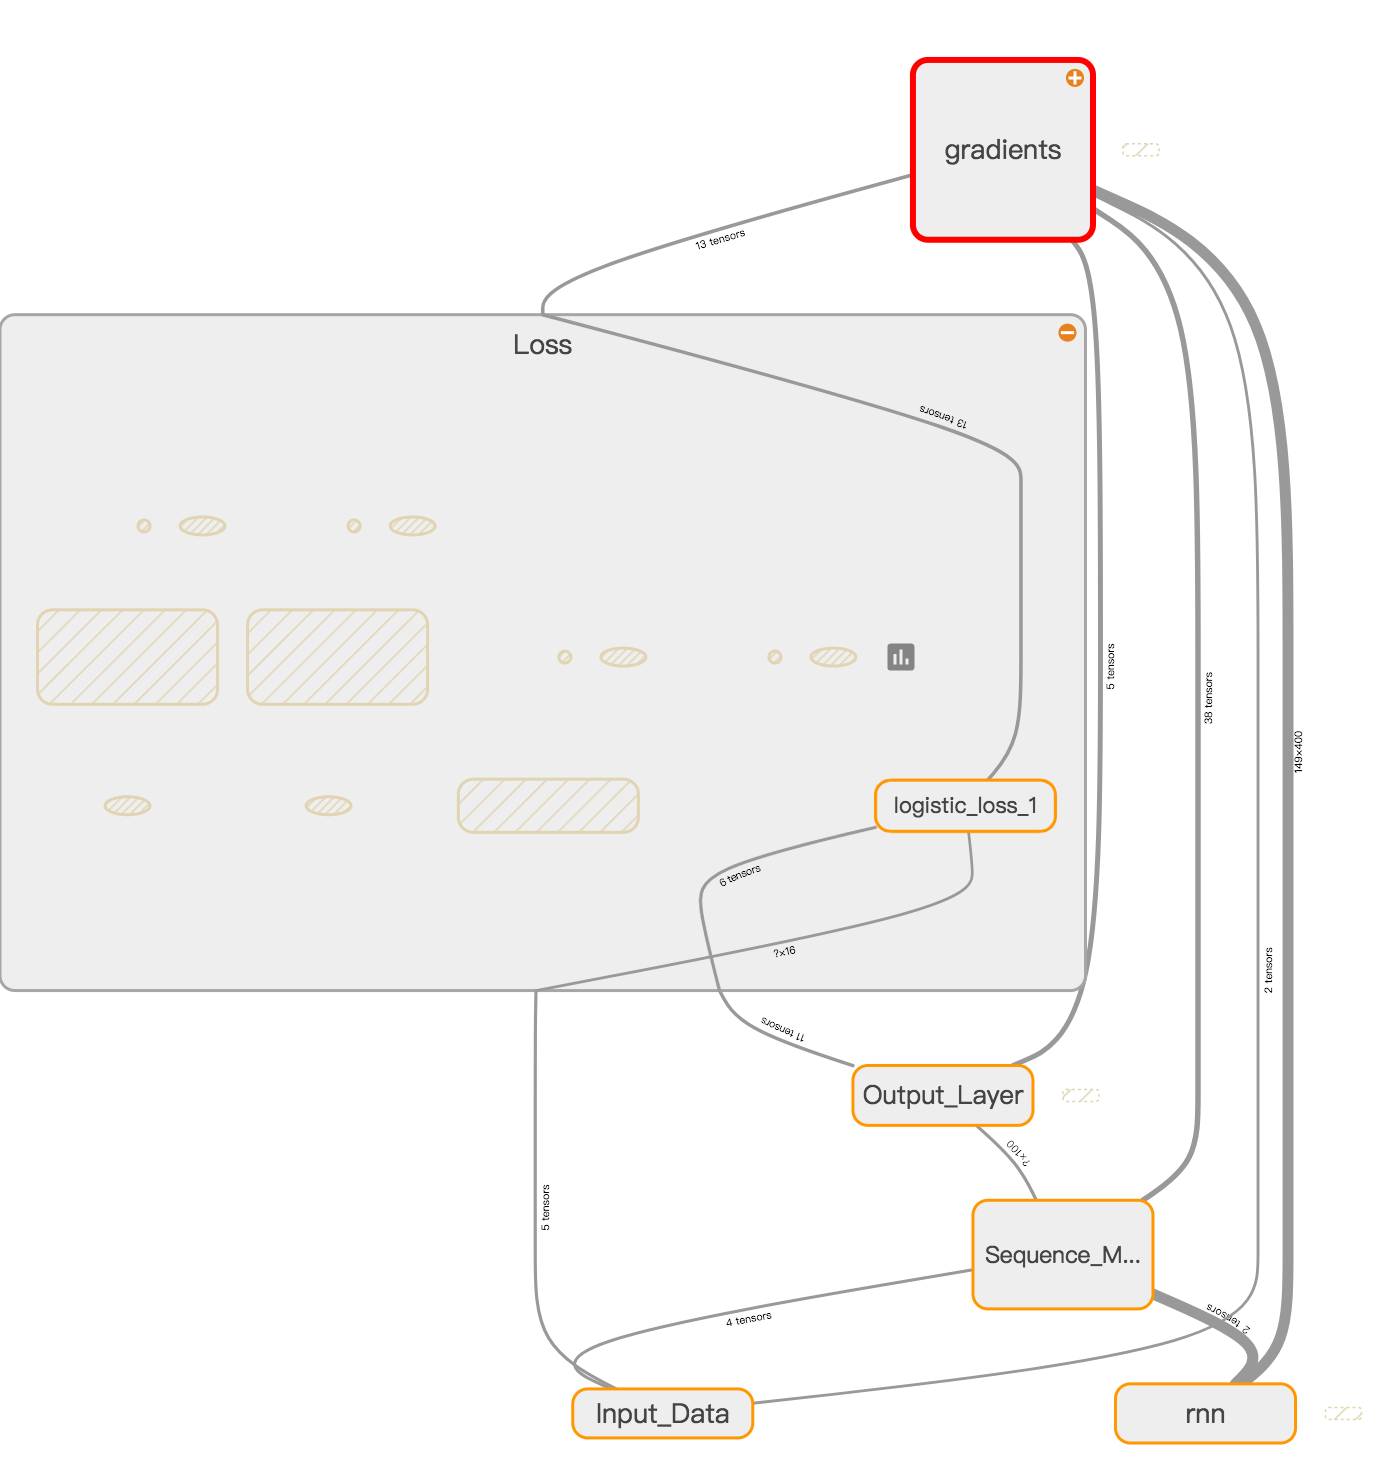 gradients
13 tensors
Loss
13 tensors
5 tensors
38 tensors
149×400
logistic_loss_1
6 tensors
?×16
2 tensors
11 tensors
Output_Layer
?×100
5 tensors
Sequence_M...
4 tensors
2 tensors
Input_Data
rnn